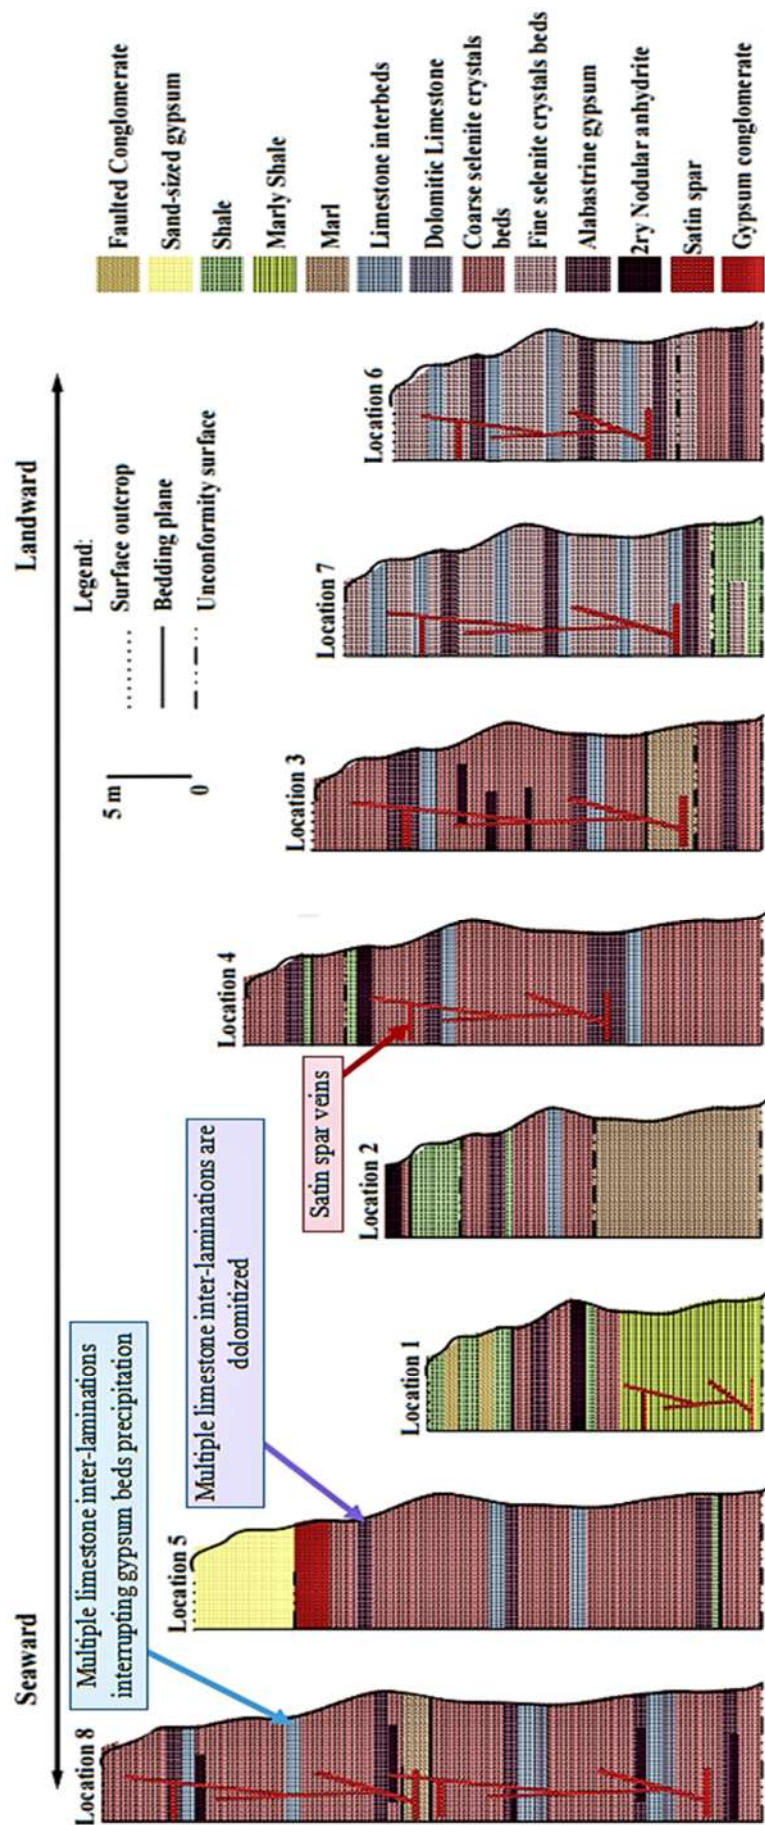 Seaward
Landward
Multiple limestone inter-laminations
interrupting gypsum beds precipitation
Multiple limestone inter-laminations are
dolomitized
Satin spar veins
Legend:
Surface outcrop
Bedding plane
Unconformity surface
5 m
0
Location 8
Location 5
Location 1
Location 2
Location 4
Location 3
Location 7
Location 6
Faulted Conglomerate
Sand-sized gypsum
Shale
Marly Shale
Marl
Limestone interbeds
Dolomitic Limestone
Coarse selenite crystals
beds
Fine selenite crystals beds
Alabastrine gypsum
2ry Nodular anhydrite
Satin spar
Gypsum conglomerate